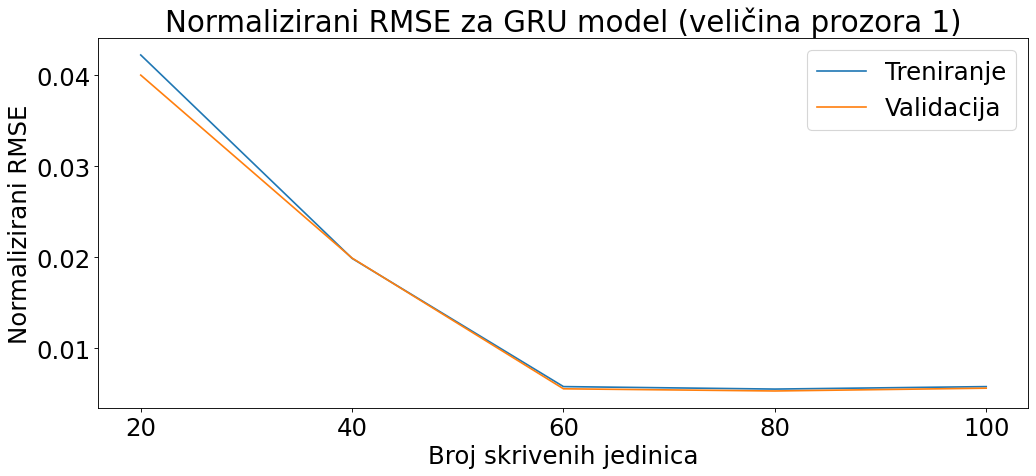 Normalizirani RMSE za GRU model (veličina prozora 1)
Treniranje
Validacija
Normalizirani RMSE
0.04
0.03
0.02
0.01
20 40 60 80 100
Broj skrivenih jedinica